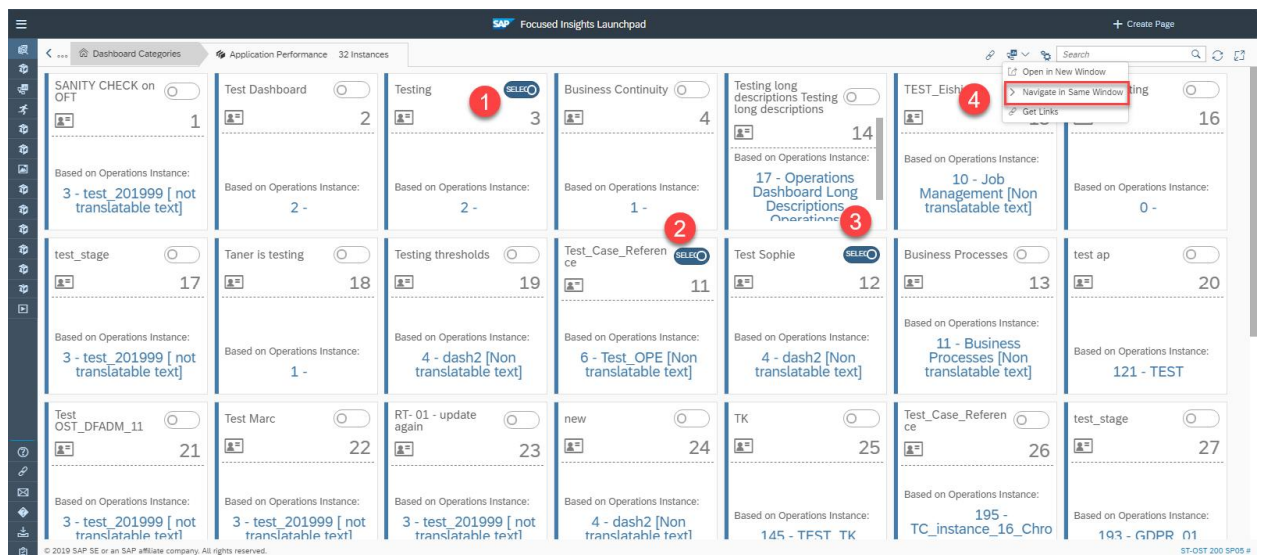 SAP Focused Insights Launchpad
+ Create Page
... Dashboard Categories
Application Performance 32 Instances
Search
Open in New Window
Navigate in Same Window
Get Links
4
SANITY CHECK on
OFT
1
Based on Operations Instance:
3 - test_201999 [ not
translatable text]
Test Dashboard
2
Based on Operations Instance:
2 -
Testing
SELEC
1
3
Based on Operations Instance:
2 -
Business Continuity
4
Based on Operations Instance:
1 -
Testing long
descriptions Testing
long descriptions
14
Based on Operations Instance:
17 - Operations
Dashboard Long
Descriptions
Operations
TEST_Eishi
Based on Operations Instance:
10 - Job
Management [Non
translatable text]
ting
16
Based on Operations Instance:
0 -
test_stage
17
Based on Operations Instance:
3 - test_201999 [ not
translatable text]
Taner is testing
18
Based on Operations Instance:
1 -
Testing thresholds
19
Based on Operations Instance:
4 - dash2 [Non
translatable text]
2
Test_Case_Referen
ce
SELEC
11
Based on Operations Instance:
6 - Test_OPE [Non
translatable text]
3
Test Sophie
SELEC
12
Based on Operations Instance:
4 - dash2 [Non
translatable text]
Business Processes
13
Based on Operations Instance:
11 - Business
Processes [Non
translatable text]
test ap
20
Based on Operations Instance:
121 - TEST
Test
OST_DFADM_11
21
Based on Operations Instance:
3 - test_201999 [ not
translatable text]
Test Marc
22
Based on Operations Instance:
3 - test_201999 [ not
translatable text]
RT- 01 - update
again
23
Based on Operations Instance:
3 - test_201999 [ not
translatable text]
new
24
Based on Operations Instance:
4 - dash2 [Non
translatable text]
TK
25
Based on Operations Instance:
145 - TEST_TK
Test_Case_Referen
ce
26
Based on Operations Instance:
195 -
TC_instance_16_Chro
test_stage
27
Based on Operations Instance:
193 - GDPR_01
© 2019 SAP SE or an SAP affiliate company. All rights reserved.
ST-OST 200 SP05 #